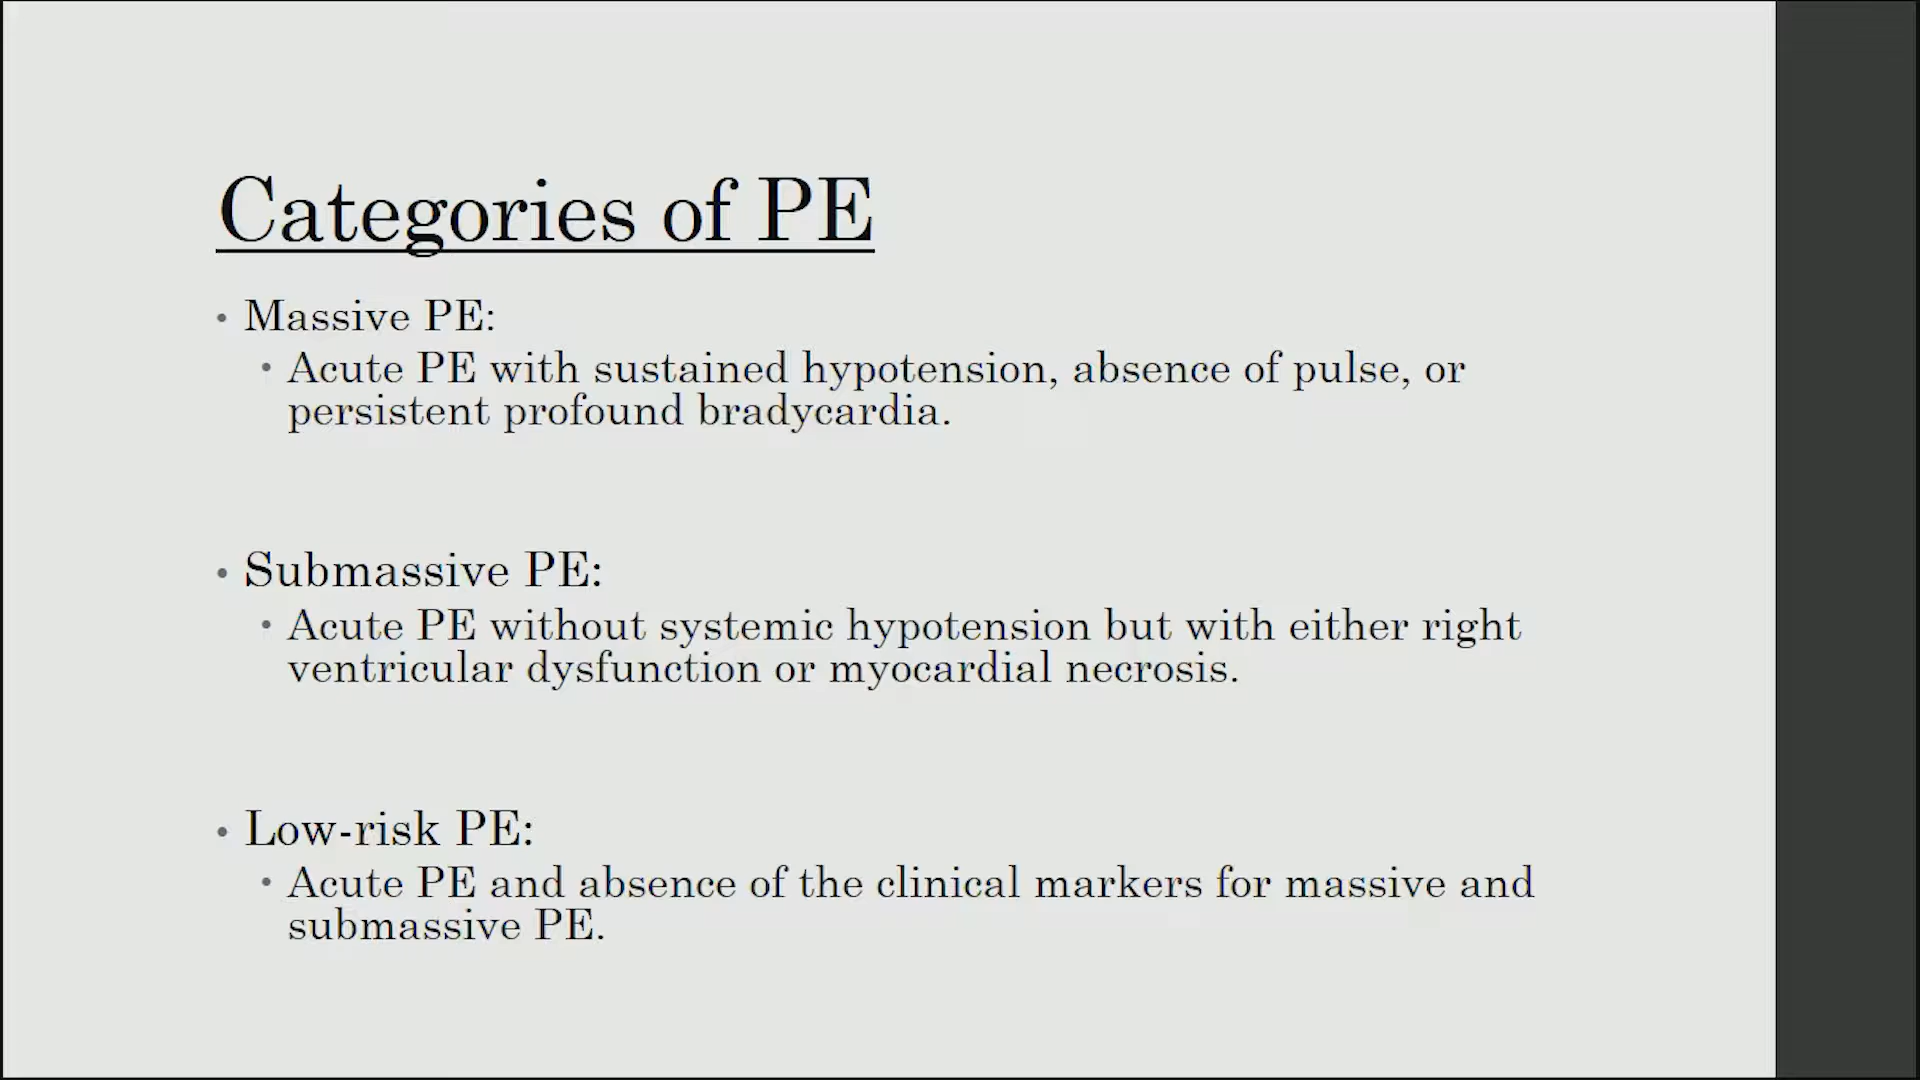 Categories of PE
• Massive PE:
• Acute PE with sustained hypotension, absence of pulse, or
persistent profound bradycardia.
• Submassive PE:
• Acute PE without systemic hypotension but with either right
ventricular dysfunction or myocardial necrosis.
• Low-risk PE:
• Acute PE and absence of the clinical markers for massive and
submassive PE.